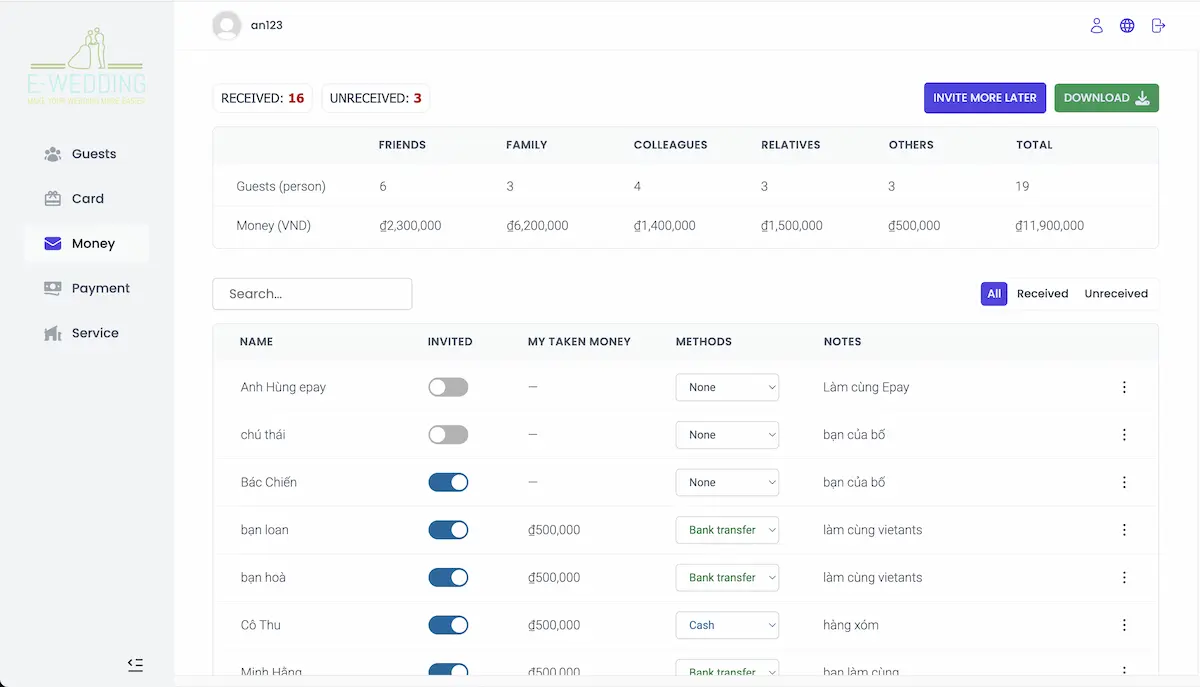 an123
E-WEDDING
Guests
Card
Money
Payment
Service
RECEIVED: 16 UNRECEIVED: 3 INVITE MORE LATER DOWNLOAD
FRIENDS FAMILY COLLEAGUES RELATIVES OTHERS TOTAL
Guests (person) 6 3 4 3 3 19
Money (VND) ₫2,300,000 ₫6,200,000 ₫1,400,000 ₫1,500,000 ₫500,000 ₫11,900,000
Search... All Received Unreceived
NAME INVITED MY TAKEN MONEY METHODS NOTES
Anh Hùng epay — None Làm cùng Epay
chú thái — None bạn của bố
Bác Chiến — None bạn của bố
bạn loan ₫500,000 Bank transfer làm cùng vietants
bạn hoà ₫500,000 Bank transfer làm cùng vietants
Cô Thu ₫500,000 Cash hàng xóm
Minh Hằng ₫500,000 Bank transfer bạn làm cùng